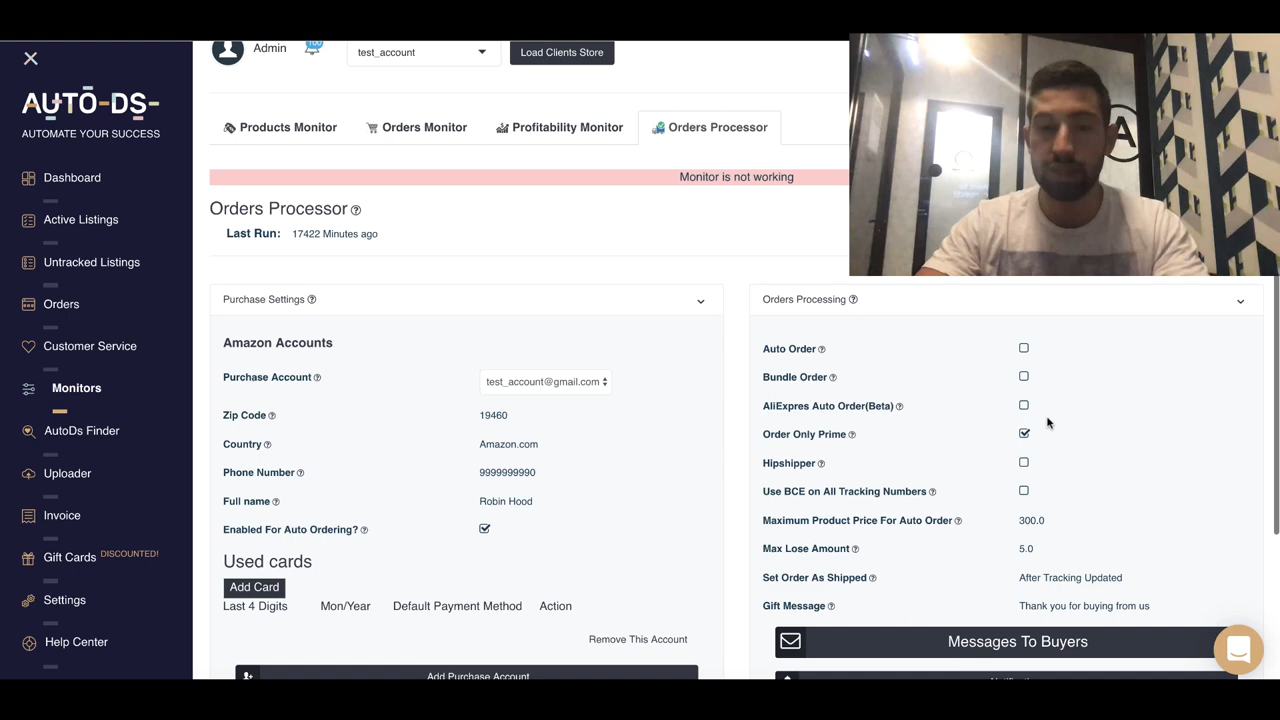 Admin
100
test_account
Load Clients Store
AUTO-DS-
AUTOMATE YOUR SUCCESS
Dashboard
Active Listings
Untracked Listings
Orders
Customer Service
Monitors
AutoDs Finder
Uploader
Invoice
Gift Cards DISCOUNTED!
Settings
Help Center
Products Monitor
Orders Monitor
Profitability Monitor
Orders Processor
Monitor is not working
Orders Processor
Last Run: 17422 Minutes ago
Purchase Settings
Amazon Accounts
Purchase Account test_account@gmail.com
Zip Code 19460
Country Amazon.com
Phone Number 9999999990
Full name Robin Hood
Enabled For Auto Ordering?
Used cards
Add Card
Last 4 Digits Mon/Year Default Payment Method Action
Remove This Account
Add Purchase Account
Orders Processing
Auto Order
Bundle Order
AliExpres Auto Order(Beta)
Order Only Prime
Hipshipper
Use BCE on All Tracking Numbers
Maximum Product Price For Auto Order 300.0
Max Lose Amount 5.0
Set Order As Shipped After Tracking Updated
Gift Message Thank you for buying from us
Messages To Buyers